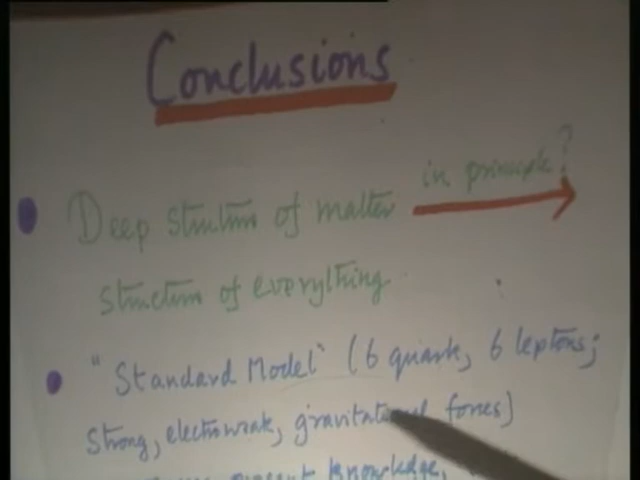 Conclusions
in principle?
Deep structure of matter
structure of everything
"Standard Model" (6 quark, 6 leptons;
strong, electroweak, gravitational forces)
present knowledge,